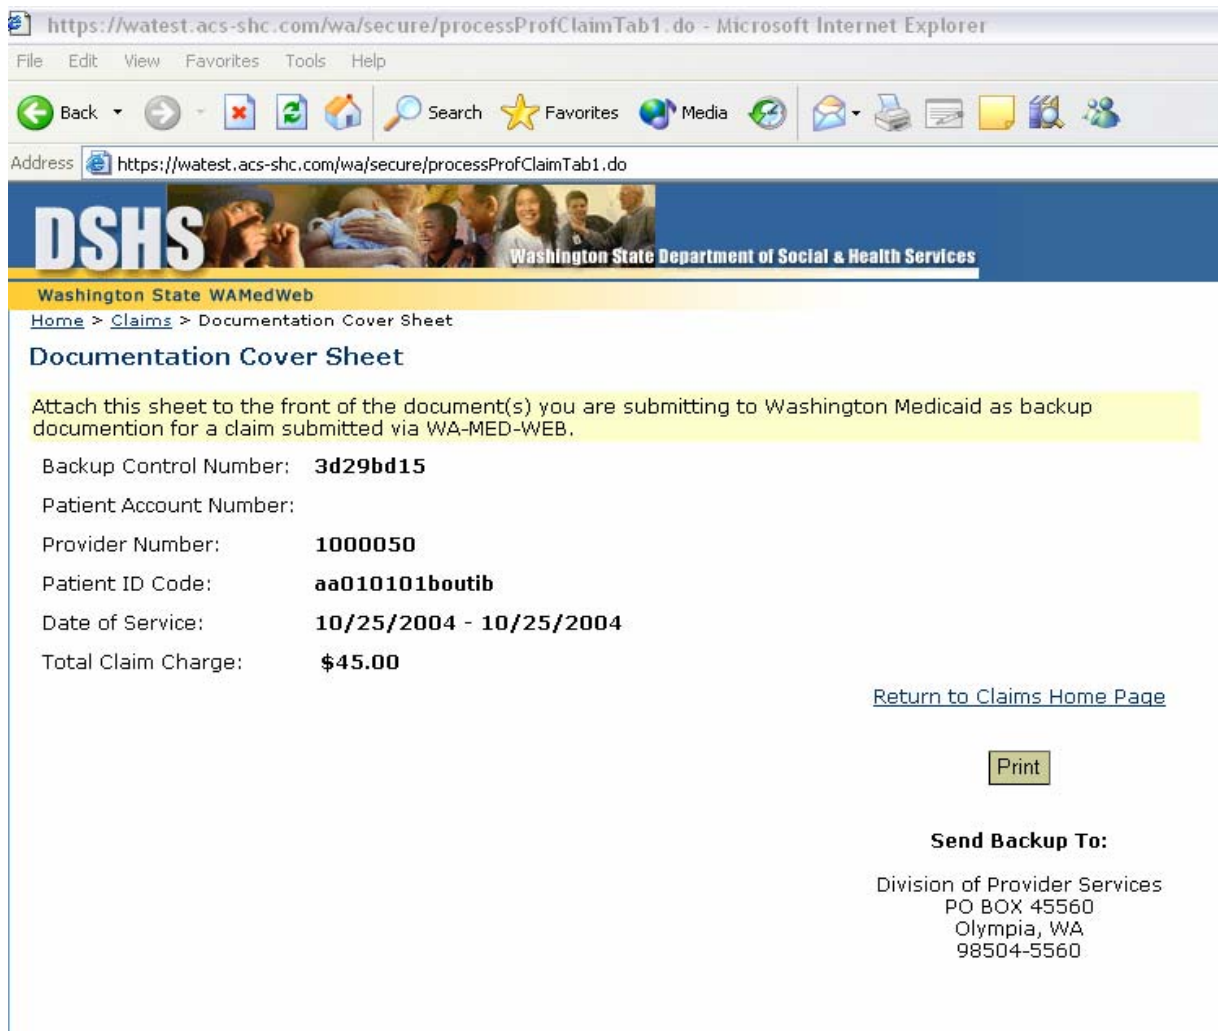 https://watest.acs-shc.com/wa/secure/processProfClaimTab1.do - Microsoft Internet Explorer
File Edit View Favorites Tools Help
Back Search Favorites Media
Address https://watest.acs-shc.com/wa/secure/processProfClaimTab1.do
DSHS
Washington State Department of Social & Health Services
Washington State WAMedWeb
Home > Claims > Documentation Cover Sheet
Documentation Cover Sheet
Attach this sheet to the front of the document(s) you are submitting to Washington Medicaid as backup
documention for a claim submitted via WA-MED-WEB.
Backup Control Number: 3d29bd15
Patient Account Number:
Provider Number: 1000050
Patient ID Code: aa010101boutib
Date of Service: 10/25/2004 - 10/25/2004
Total Claim Charge: $45.00
Return to Claims Home Page
Print
Send Backup To:
Division of Provider Services
PO BOX 45560
Olympia, WA
98504-5560